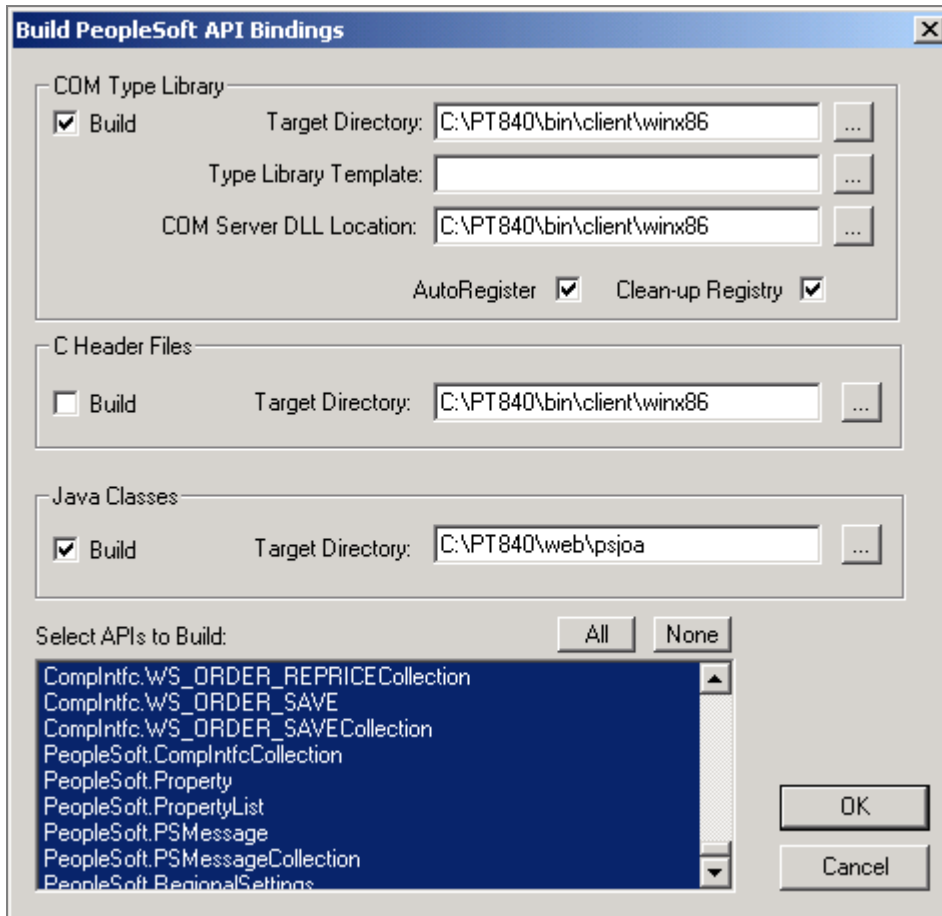 Build PeopleSoft API Bindings
COM Type Library
Build Target Directory: C:\PT840\bin\client\winx86 ...
Type Library Template: ...
COM Server DLL Location: C:\PT840\bin\client\winx86 ...
AutoRegister Clean-up Registry
C Header Files
Build Target Directory: C:\PT840\bin\client\winx86 ...
Java Classes
Build Target Directory: C:\PT840\web\psjoa ...
Select APIs to Build: All None
CompIntfc.WS_ORDER_REPRICECollection
CompIntfc.WS_ORDER_SAVE
CompIntfc.WS_ORDER_SAVECollection
PeopleSoft.CompIntfcCollection
PeopleSoft.Property
PeopleSoft.PropertyList
PeopleSoft.PSMessage
PeopleSoft.PSMessageCollection
PeopleSoft.RegionalSettings
OK
Cancel